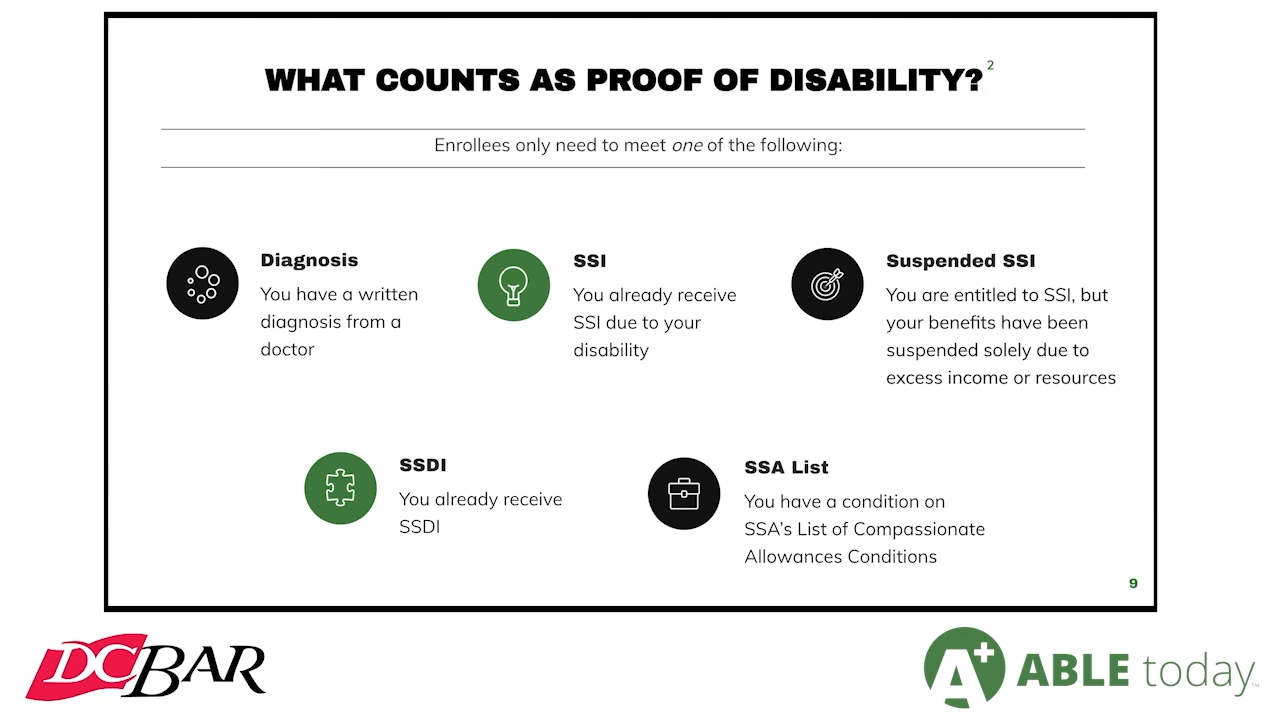 WHAT COUNTS AS PROOF OF DISABILITY? 2
Enrollees only need to meet one of the following:
Diagnosis
You have a written
diagnosis from a
doctor
SSI
You already receive
SSI due to your
disability
Suspended SSI
You are entitled to SSI, but
your benefits have been
suspended solely due to
excess income or resources
SSDI
You already receive
SSDI
SSA List
You have a condition on
SSA’s List of Compassionate
Allowances Conditions
9
DC BAR
A+ ABLE today™